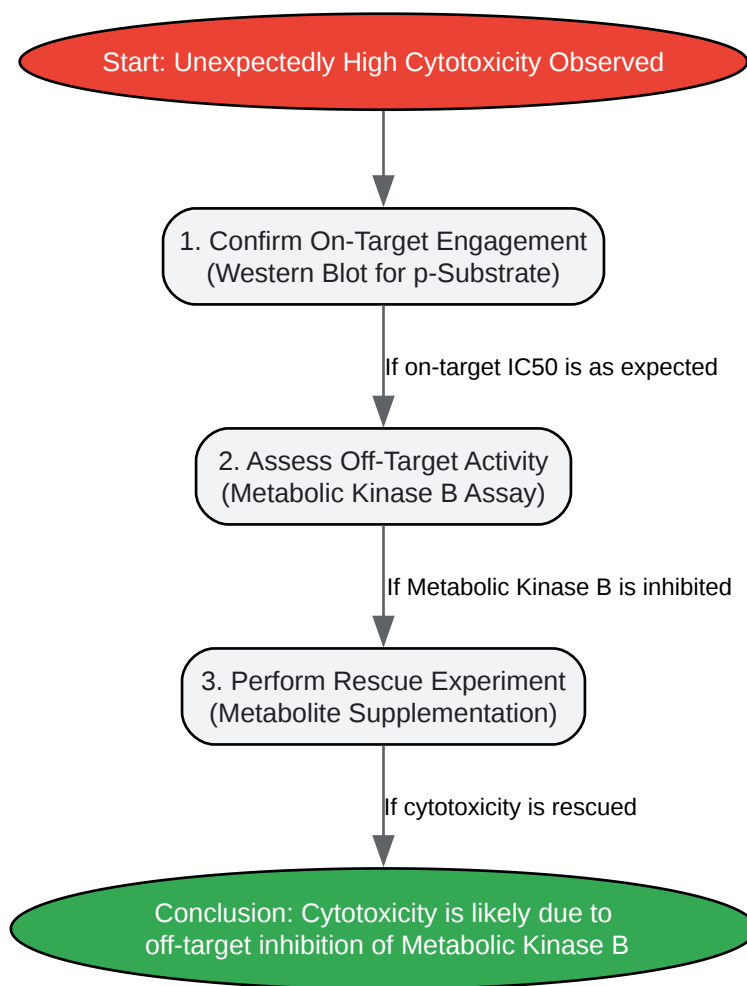 Start: Unexpectedly High Cytotoxicity Observed
1. Confirm On-Target Engagement
(Western Blot for p-Substrate)
If on-target IC50 is as expected
2. Assess Off-Target Activity
(Metabolic Kinase B Assay)
If Metabolic Kinase B is inhibited
3. Perform Rescue Experiment
(Metabolite Supplementation)
If cytotoxicity is rescued
Conclusion: Cytotoxicity is likely due to
off-target inhibition of Metabolic Kinase B